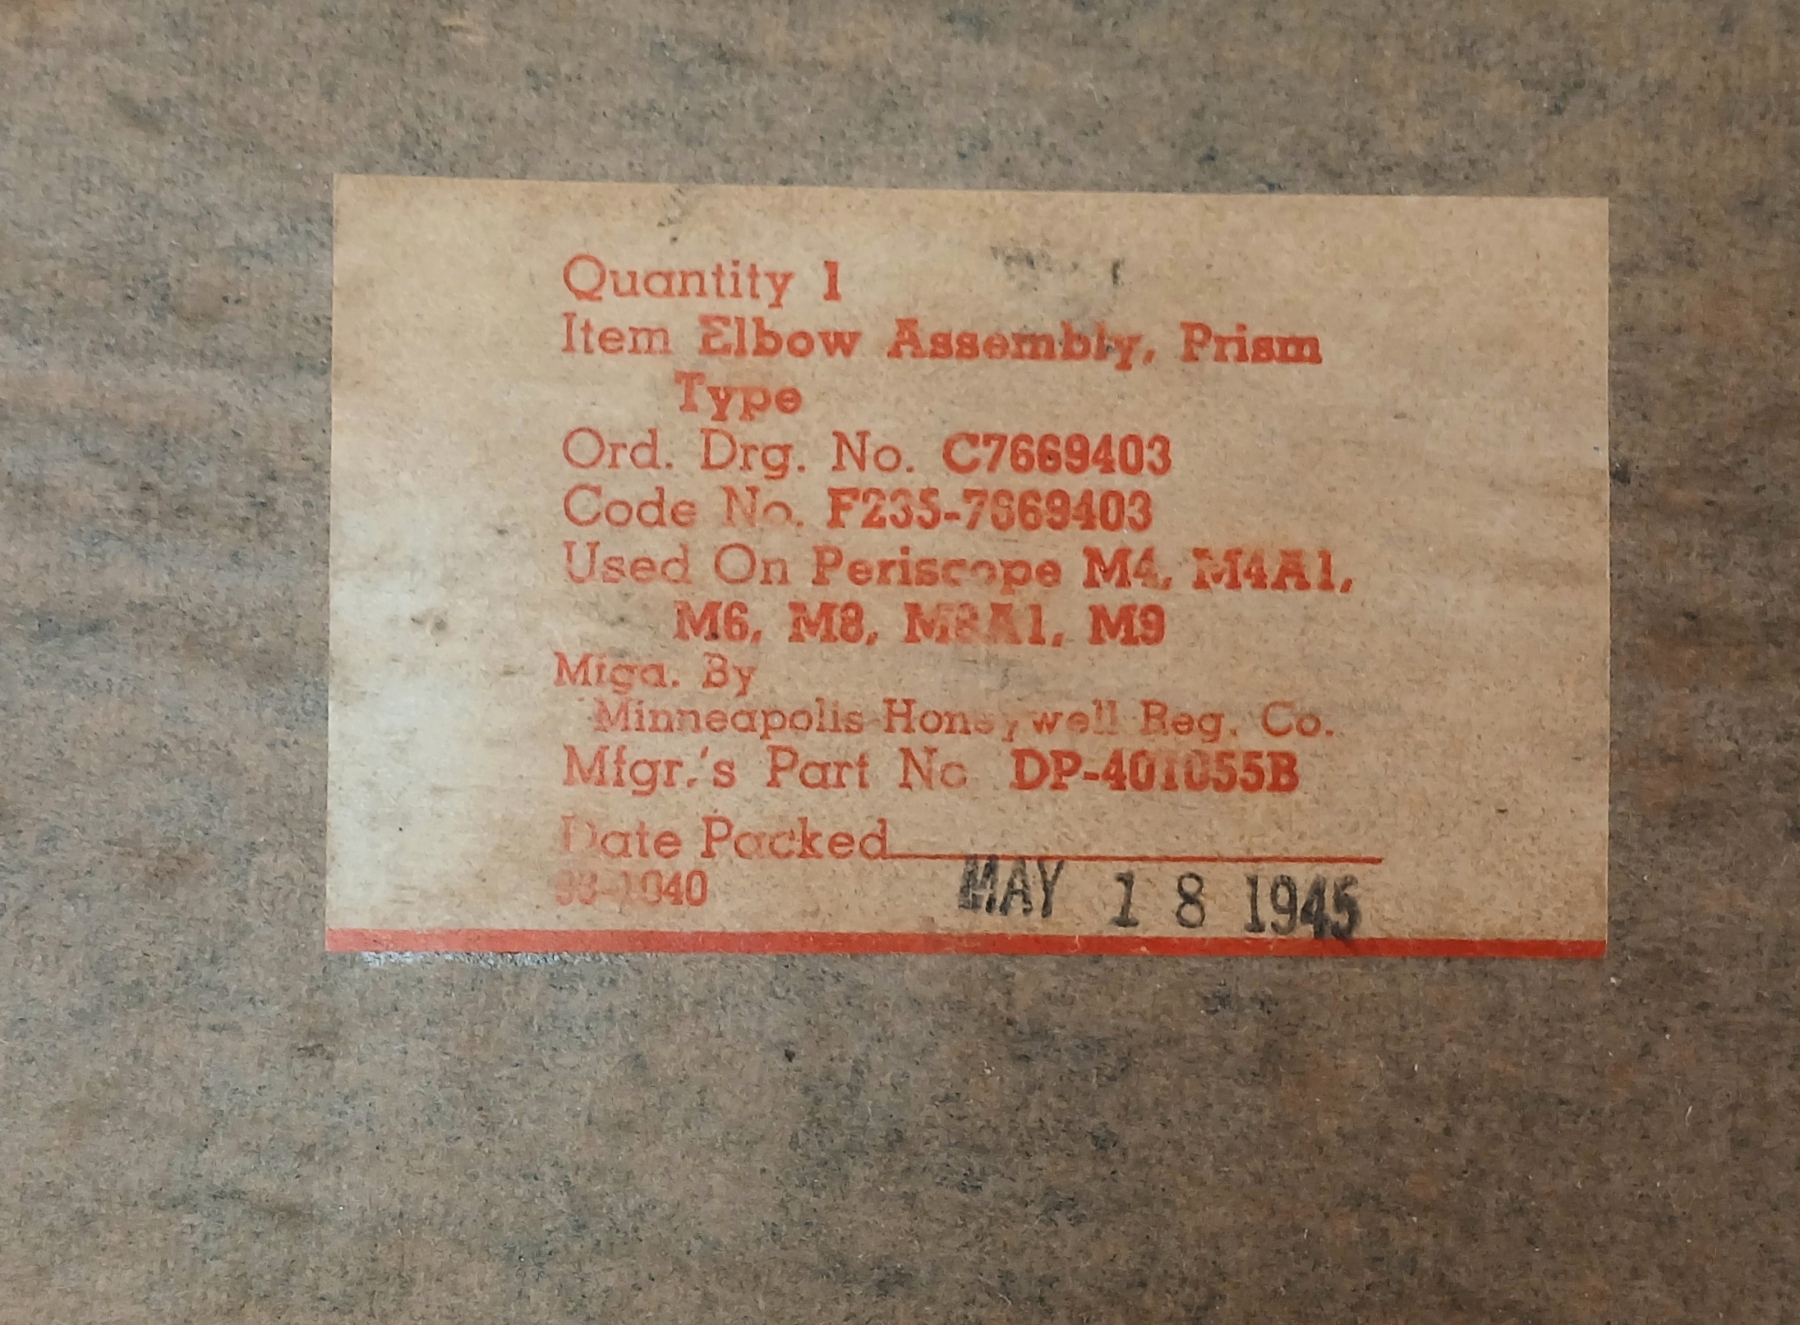 Quantity 1
Item Elbow Assembly, Prism
Type
Ord. Drg. No. C7669403
Code No. F235-7669403
Used On Periscope M4, M4A1,
M6, M8, M8A1, M9
Mfgd. By
Minneapolis-Honeywell Reg. Co.
Mfgr.'s Part No. DP-401055B
Date Packed
MAY 18 1945